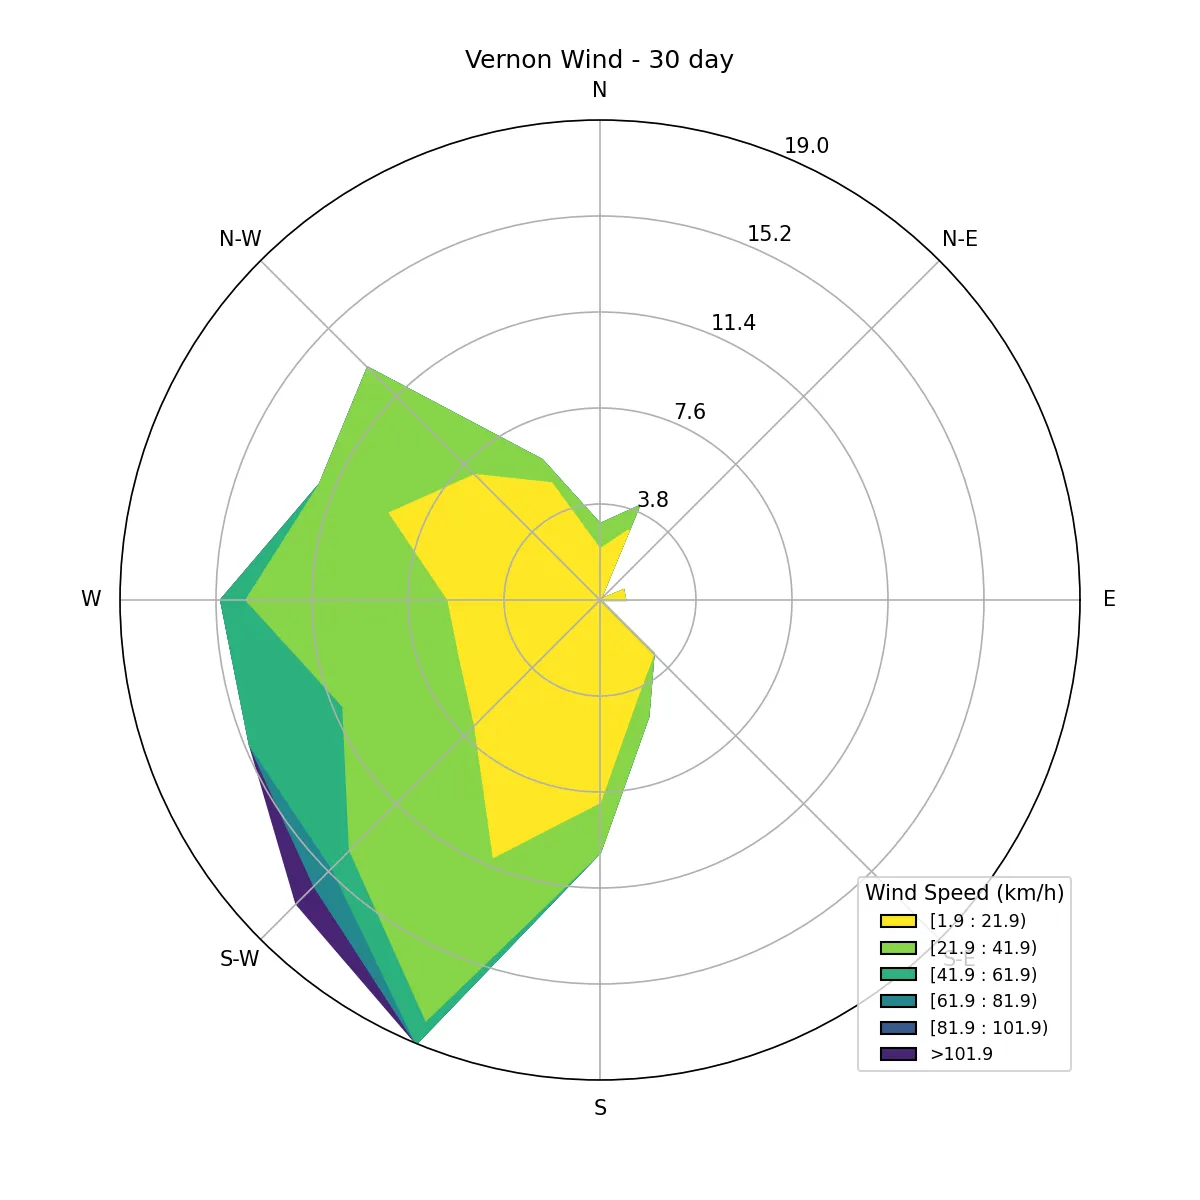 Vernon Wind - 30 day
N
19.0
15.2
N-W
N-E
11.4
7.6
3.8
W
E
Wind Speed (km/h)
[1.9 : 21.9)
[21.9 : 41.9)
S-W
S-E
[41.9 : 61.9)
[61.9 : 81.9)
[81.9 : 101.9)
>101.9
S